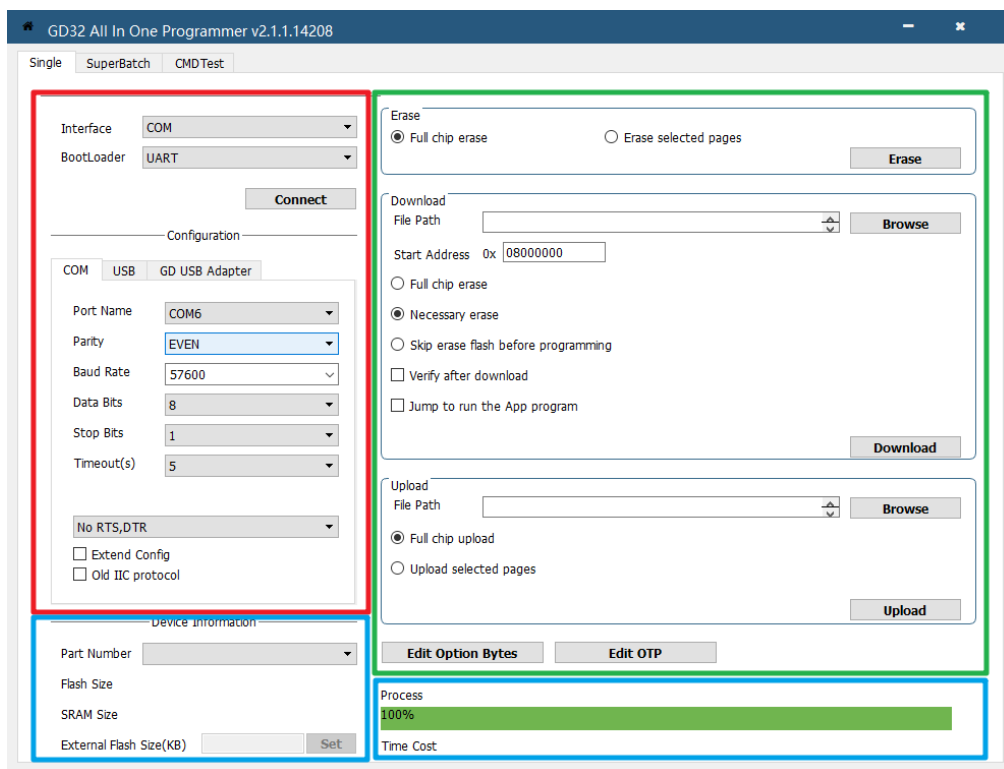 GD32 All In One Programmer v2.1.1.14208
Single SuperBatch CMDTest
Interface COM
BootLoader UART
Connect
Configuration
COM USB GD USB Adapter
Port Name COM6
Parity EVEN
Baud Rate 57600
Data Bits 8
Stop Bits 1
Timeout(s) 5
No RTS,DTR
Extend Config
Old IIC protocol
Device Information
Part Number
Flash Size
SRAM Size
External Flash Size(KB) Set
Erase
Full chip erase Erase selected pages
Erase
Download
File Path Browse
Start Address 0x 08000000
Full chip erase
Necessary erase
Skip erase flash before programming
Verify after download
Jump to run the App program
Download
Upload
File Path Browse
Full chip upload
Upload selected pages
Upload
Edit Option Bytes Edit OTP
Process
100%
Time Cost